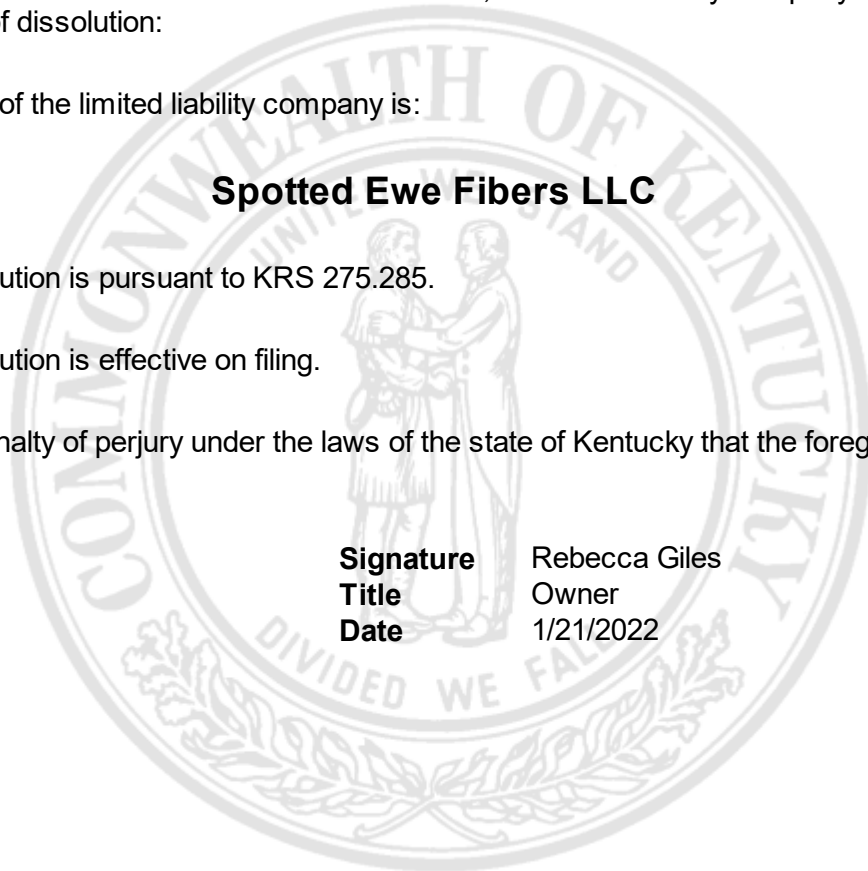 of dissolution:
of the limited liability company is:
Spotted Ewe Fibers LLC
ution is pursuant to KRS 275.285.
ution is effective on filing.
nalty of perjury under the laws of the state of Kentucky that the foreg
Signature Rebecca Giles
Title Owner
Date 1/21/2022
COMMONWEALTH OF KENTUCKY
UNITED WE STAND
DIVIDED WE FALL